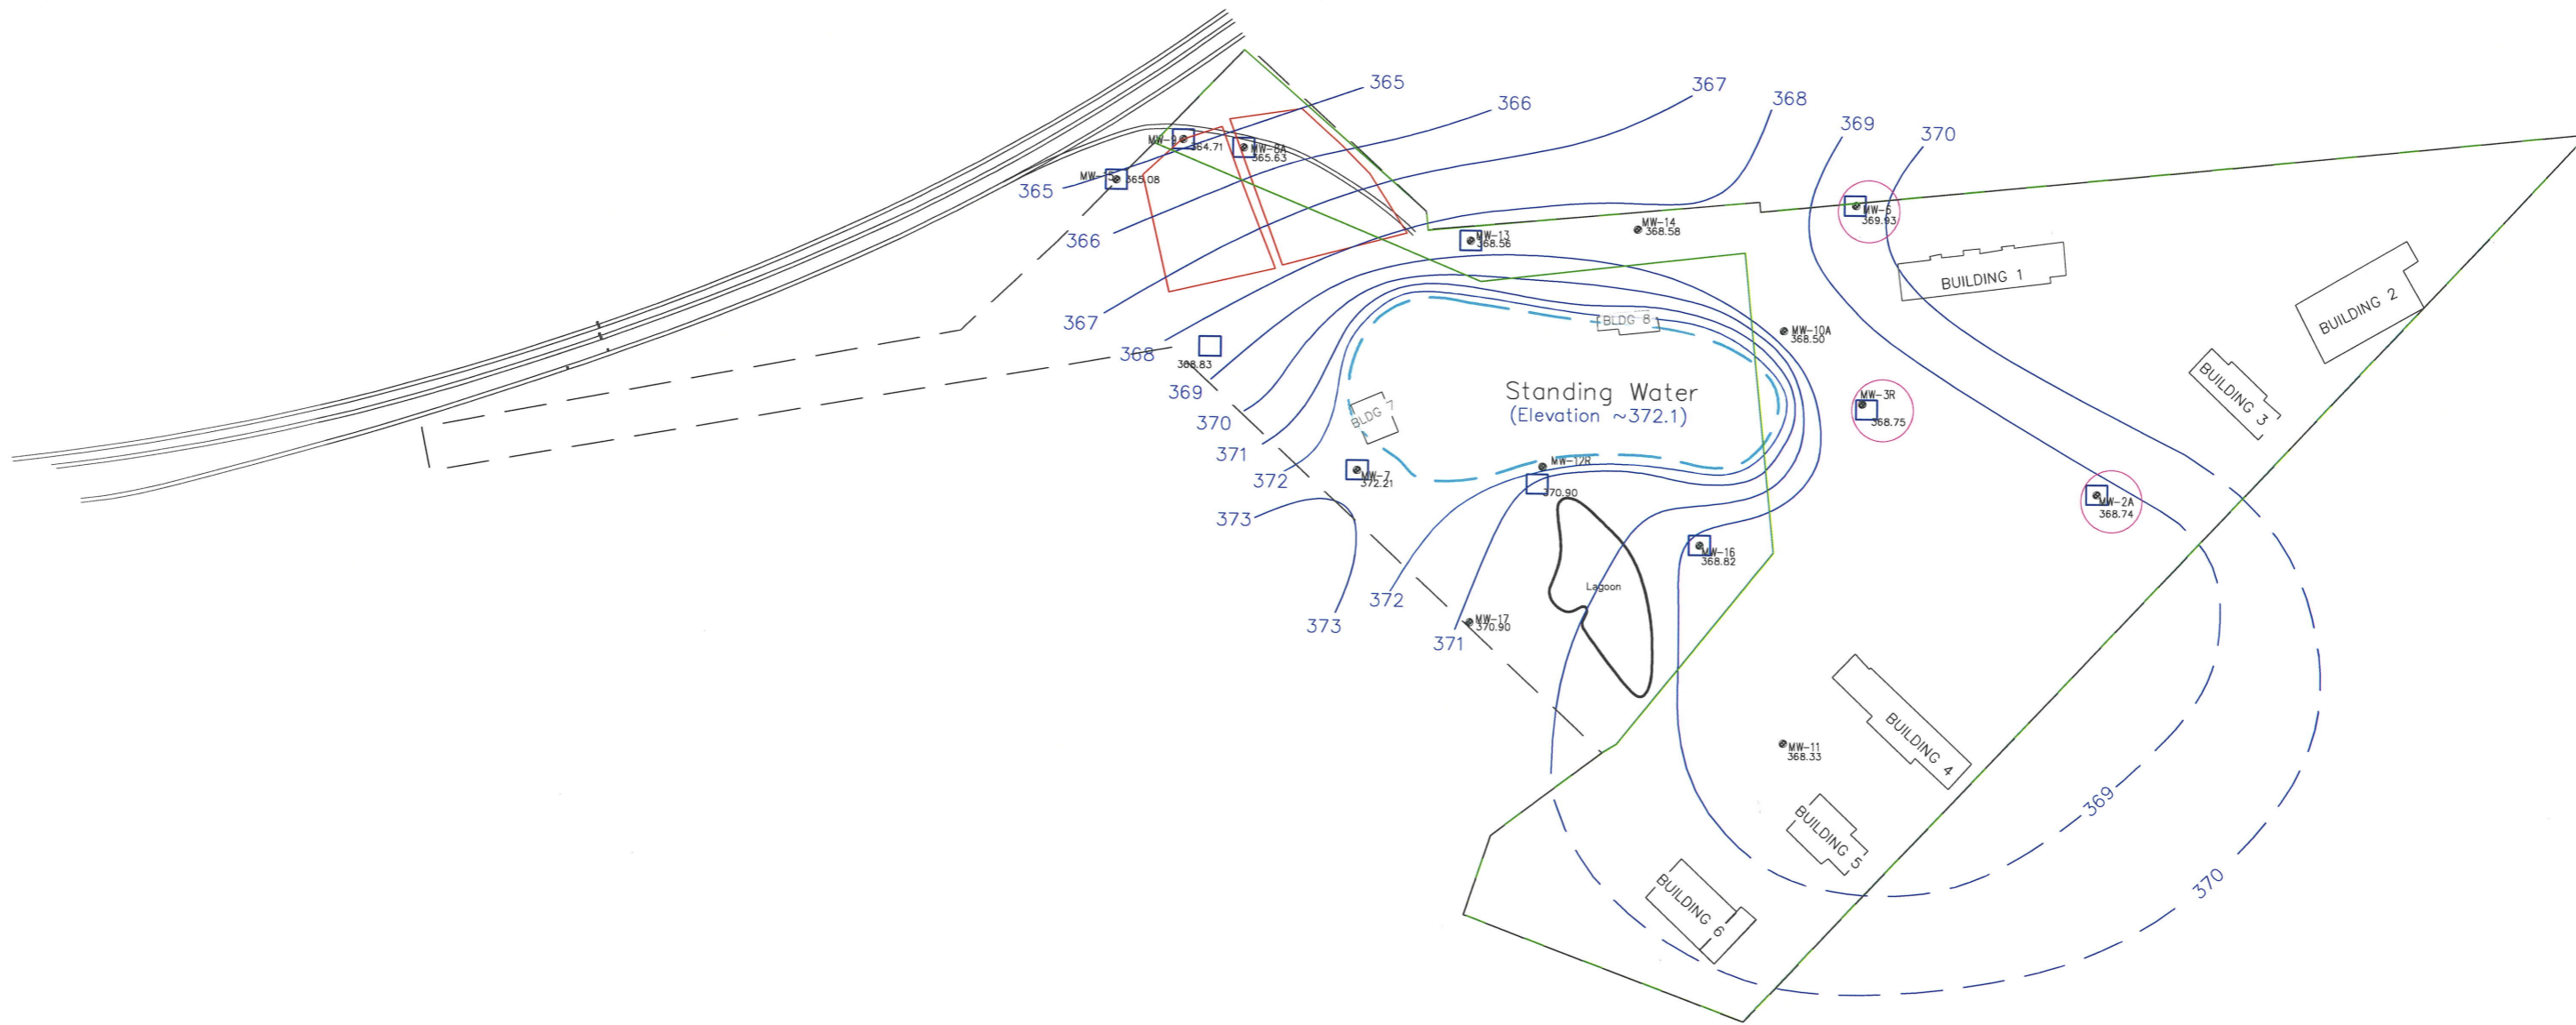 365
366
367
368
369
370
MW-9
364.71
MW-8A
365.63
MW-15
365.08
365
366
367
368
369
370
371
372
373
368.83
MW-13
368.56
MW-14
368.58
MW-5
369.93
BUILDING 1
BUILDING 2
BUILDING 3
BLDG 8
MW-10A
368.50
Standing Water
(Elevation ~372.1)
BLDG 7
MW-3R
368.75
MW-7
372.21
MW-12R
370.90
MW-2A
368.74
MW-16
368.82
Lagoon
MW-17
370.90
373
372
371
MW-11
368.33
BUILDING 4
BUILDING 5
BUILDING 6
369
370